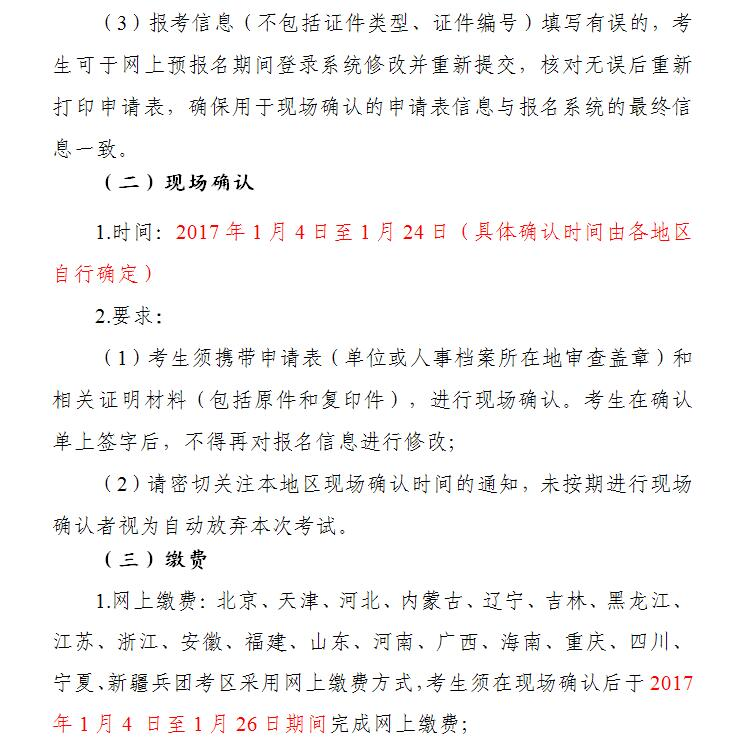 （3）报考信息（不包括证件类型、证件编号）填写有误的，考
生可于网上预报名期间登录系统修改并重新提交，核对无误后重新
打印申请表，确保用于现场确认的申请表信息与报名系统的最终信
息一致。
（二）现场确认
1.时间：2017 年 1 月 4 日至 1 月 24 日（具体确认时间由各地区
自行确定）
2.要求：
（1）考生须携带申请表（单位或人事档案所在地审查盖章）和
相关证明材料（包括原件和复印件），进行现场确认。考生在确认
单上签字后，不得再对报名信息进行修改；
（2）请密切关注本地区现场确认时间的通知，未按期进行现场
确认者视为自动放弃本次考试。
（三）缴费
1.网上缴费：北京、天津、河北、内蒙古、辽宁、吉林、黑龙江、
江苏、浙江、安徽、福建、山东、河南、广西、海南、重庆、四川、
宁夏、新疆兵团考区采用网上缴费方式，考生须在现场确认后于 2017
年 1 月 4 日至 1 月 26 日期间完成网上缴费；